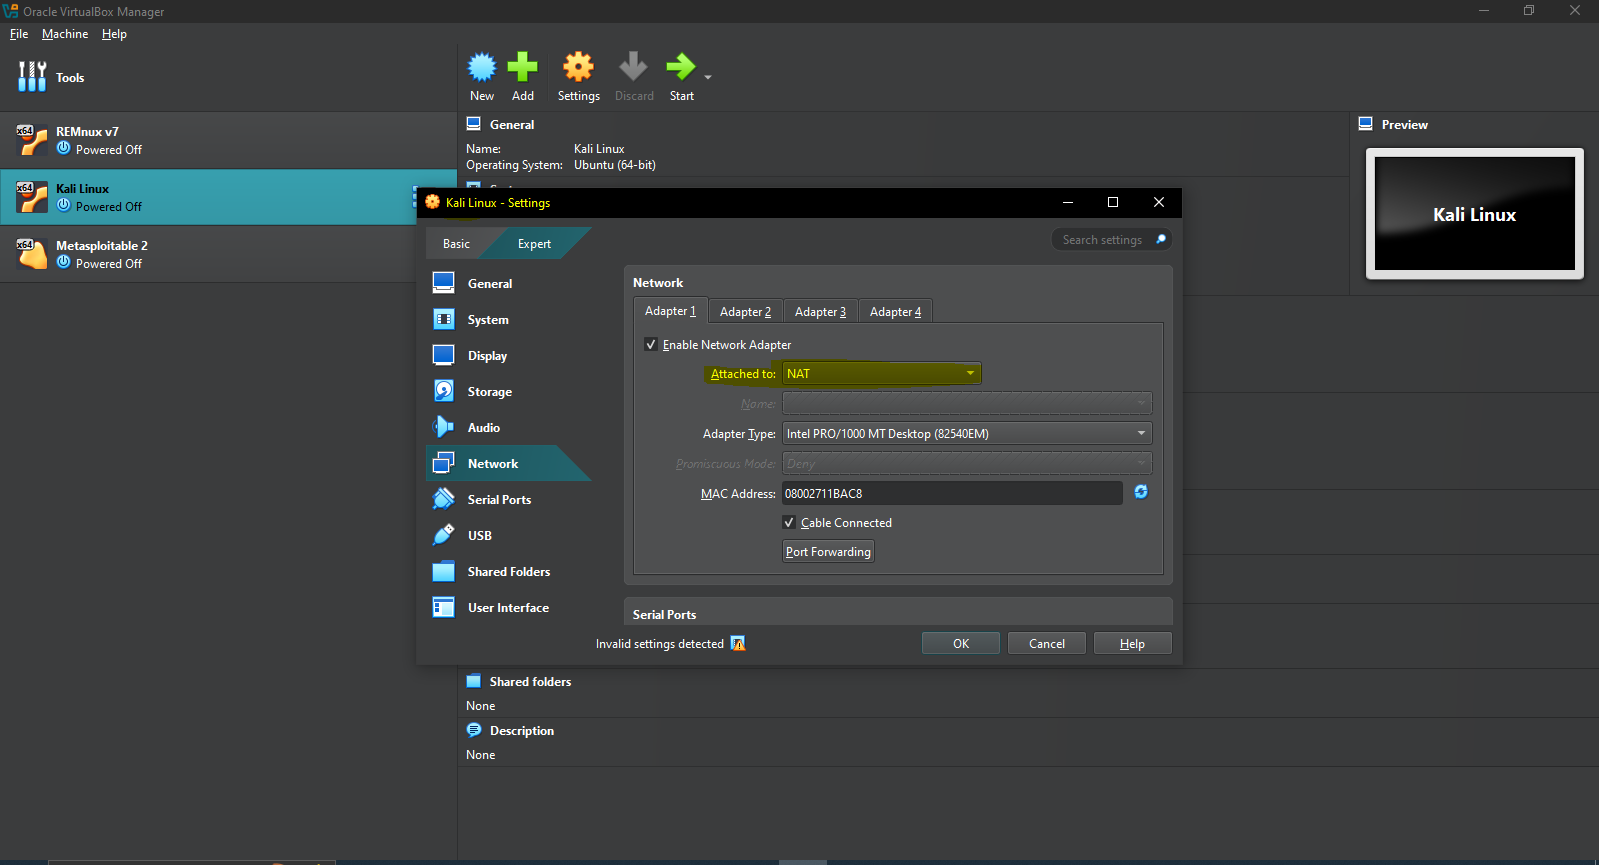 Oracle VirtualBox Manager
File Machine Help
Tools
New Add Settings Discard Start
x64 REMnux v7
Powered Off
x64 Kali Linux
Powered Off
x64 Metasploitable 2
Powered Off
General
Name: Kali Linux
Operating System: Ubuntu (64-bit)
Preview
Kali Linux
Kali Linux - Settings
Basic Expert
Search settings
General
System
Display
Storage
Audio
Network
Serial Ports
USB
Shared Folders
User Interface
Network
Adapter 1 Adapter 2 Adapter 3 Adapter 4
Enable Network Adapter
Attached to: NAT
Name:
Adapter Type: Intel PRO/1000 MT Desktop (82540EM)
Promiscuous Mode: Deny
MAC Address: 08002711BAC8
Cable Connected
Port Forwarding
Serial Ports
Invalid settings detected
OK Cancel Help
Shared folders
None
Description
None